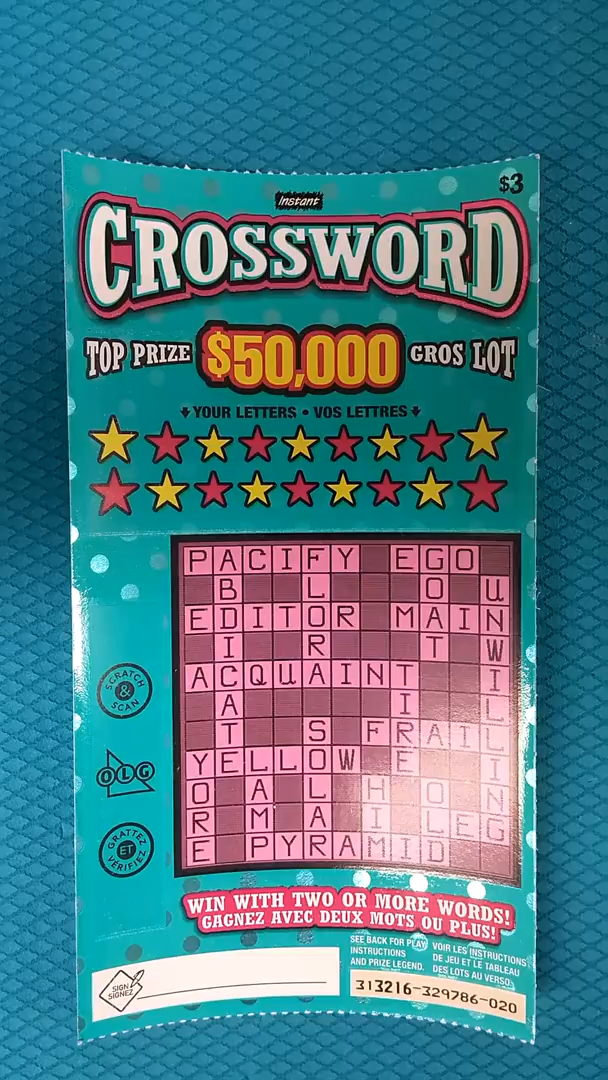 $3
Instant
CROSSWORD
TOP PRIZE $50,000 GROS LOT
YOUR LETTERS • VOS LETTRES
PACIFY EGO
B L O U
EDITOR MAIN
I R T W
ACQUAINT I
A I L
T S FRAIL
YELLOW E I
O A L H O N
R M A I LEG
E PYRAMID
SCRATCH & SCAN
OLG
GRATTEZ ET VÉRIFIEZ
WIN WITH TWO OR MORE WORDS!
GAGNEZ AVEC DEUX MOTS OU PLUS!
SEE BACK FOR PLAY
INSTRUCTIONS
AND PRIZE LEGEND.
VOIR LES INSTRUCTIONS
DE JEU ET LE TABLEAU
DES LOTS AU VERSO.
SIGN
SIGNEZ
313216-329786-020